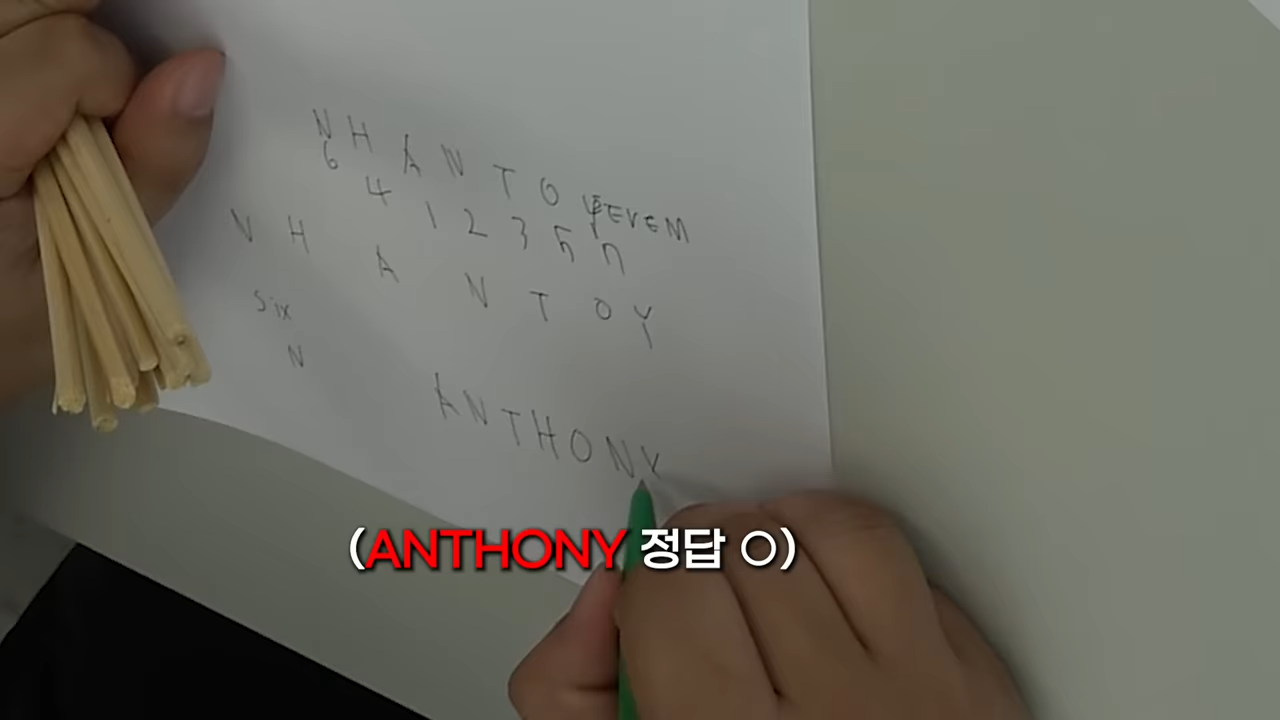 N H A N T O
6 4 1 2 3 5 7
N H A N T O Y
Six
N
ANTHONY
(ANTHONY 정답 O)